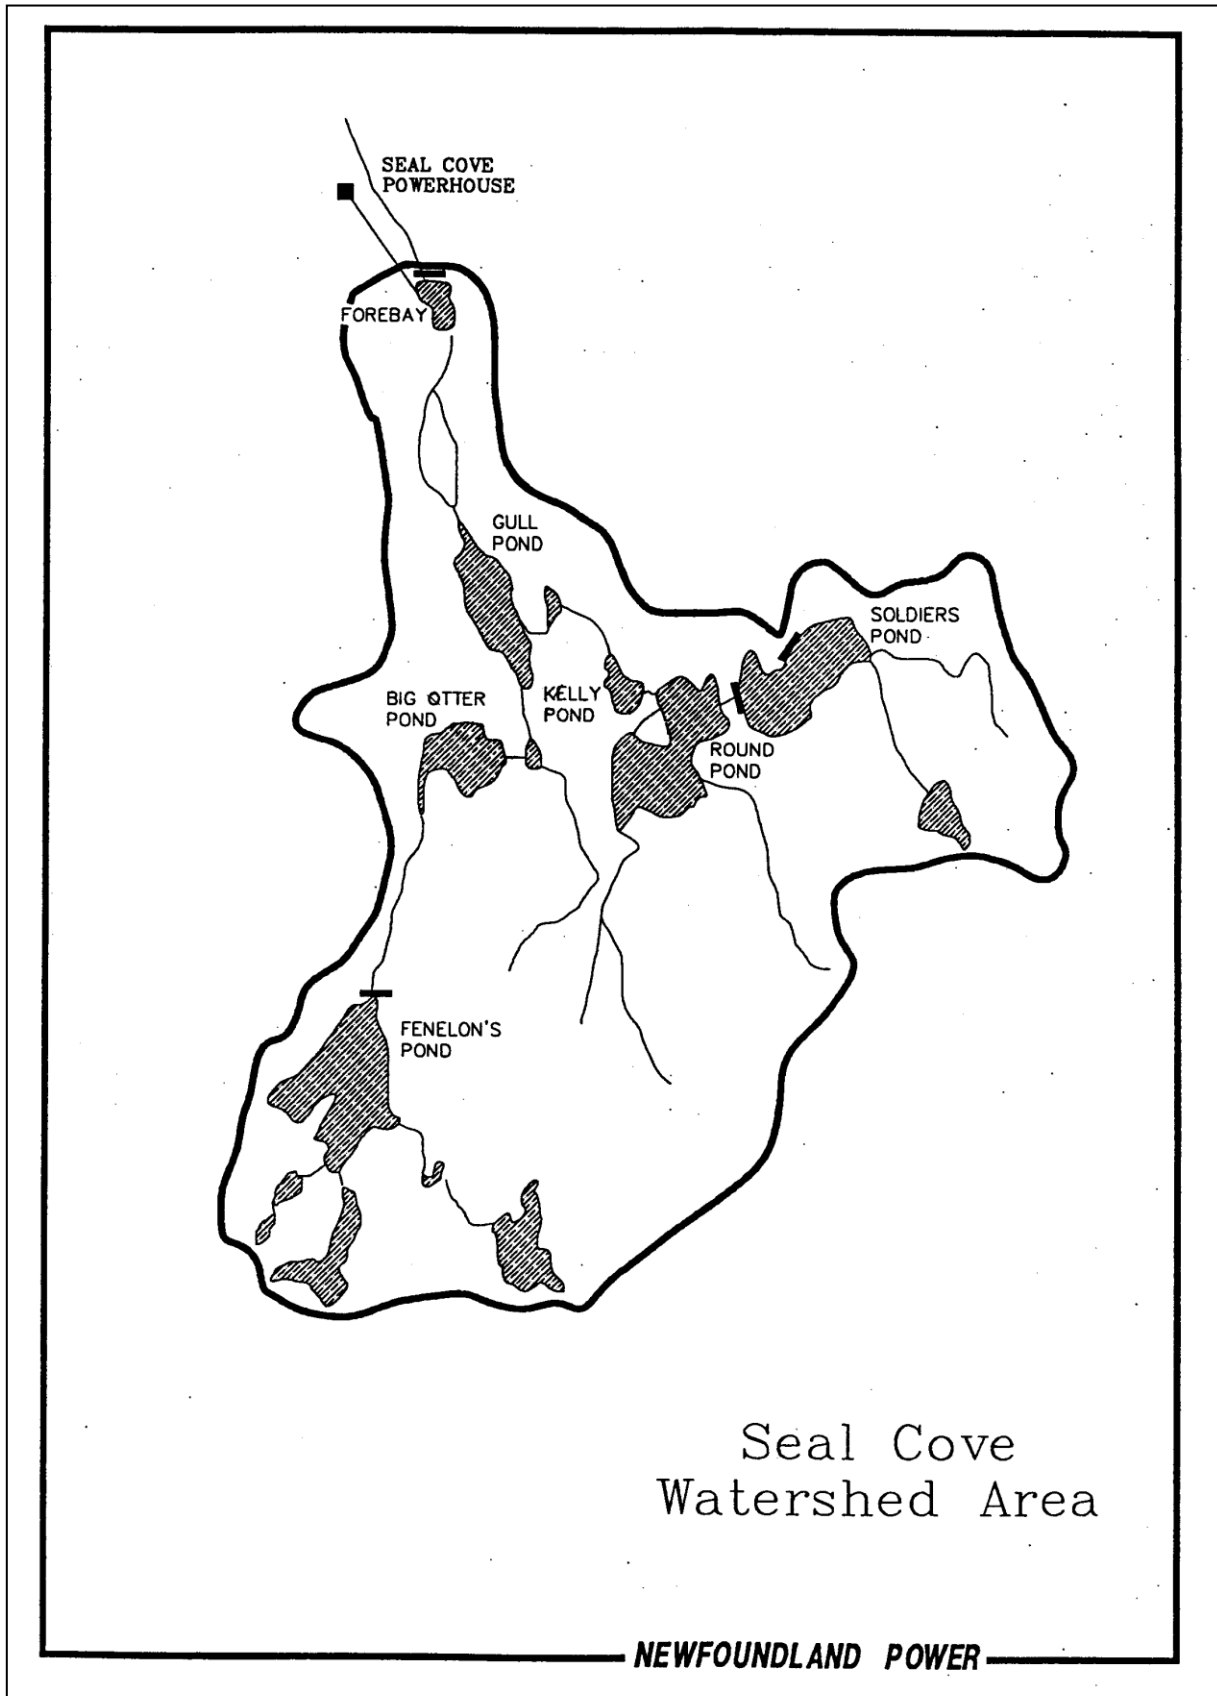 SEAL COVE
POWERHOUSE
FOREBAY
GULL
POND
SOLDIERS
POND
BIG OTTER
POND
KELLY
POND
ROUND
POND
FENELON'S
POND
Seal Cove
Watershed Area
NEWFOUNDLAND POWER